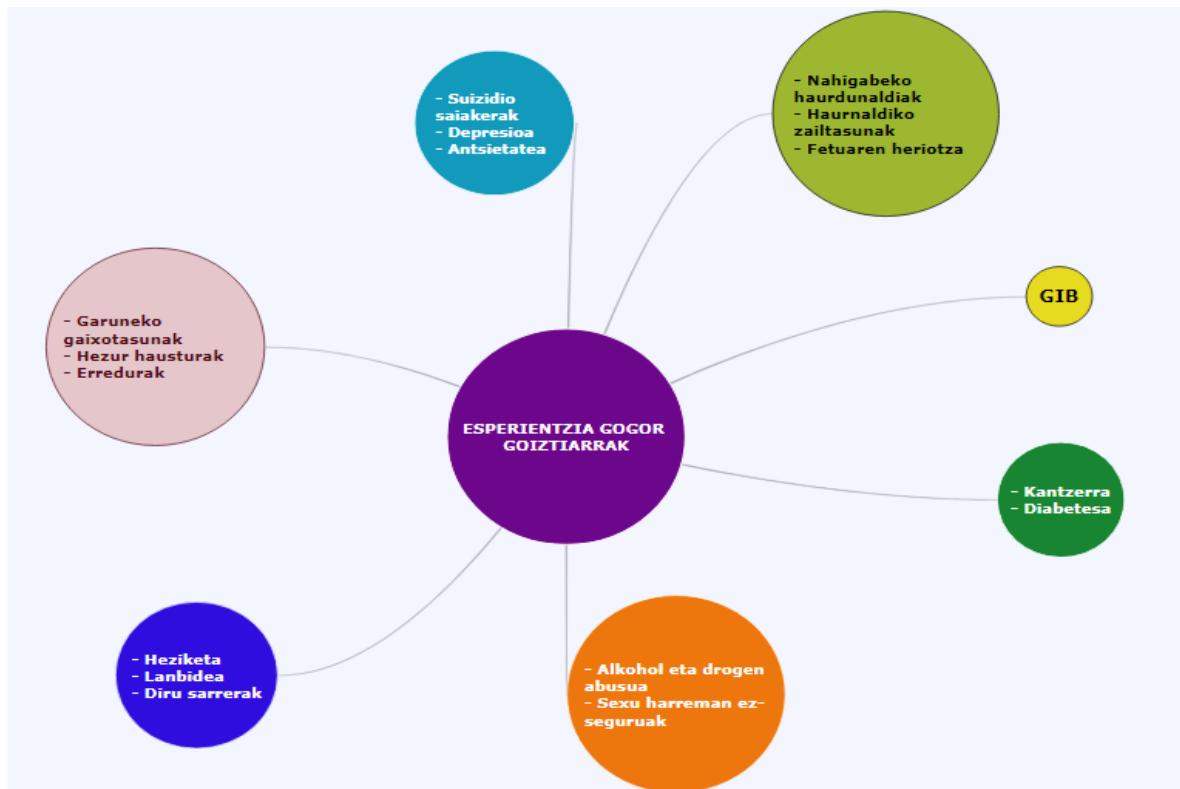 - Suizidio
saiakerak
- Depresioa
- Antsietatea
- Nahigabeko
haurdunaldiak
- Haurnaldiko
zailtasunak
- Fetuaren heriotza
GIB
- Garuneko
gaixotasunak
- Hezur hausturak
- Erredurak
ESPERIENTZIA GOGOR
GOIZTIARRAK
- Kantzerra
- Diabetesa
- Heziketa
- Lanbidea
- Diru sarrerak
- Alkohol eta drogen
abusua
- Sexu harreman ez-
seguruak